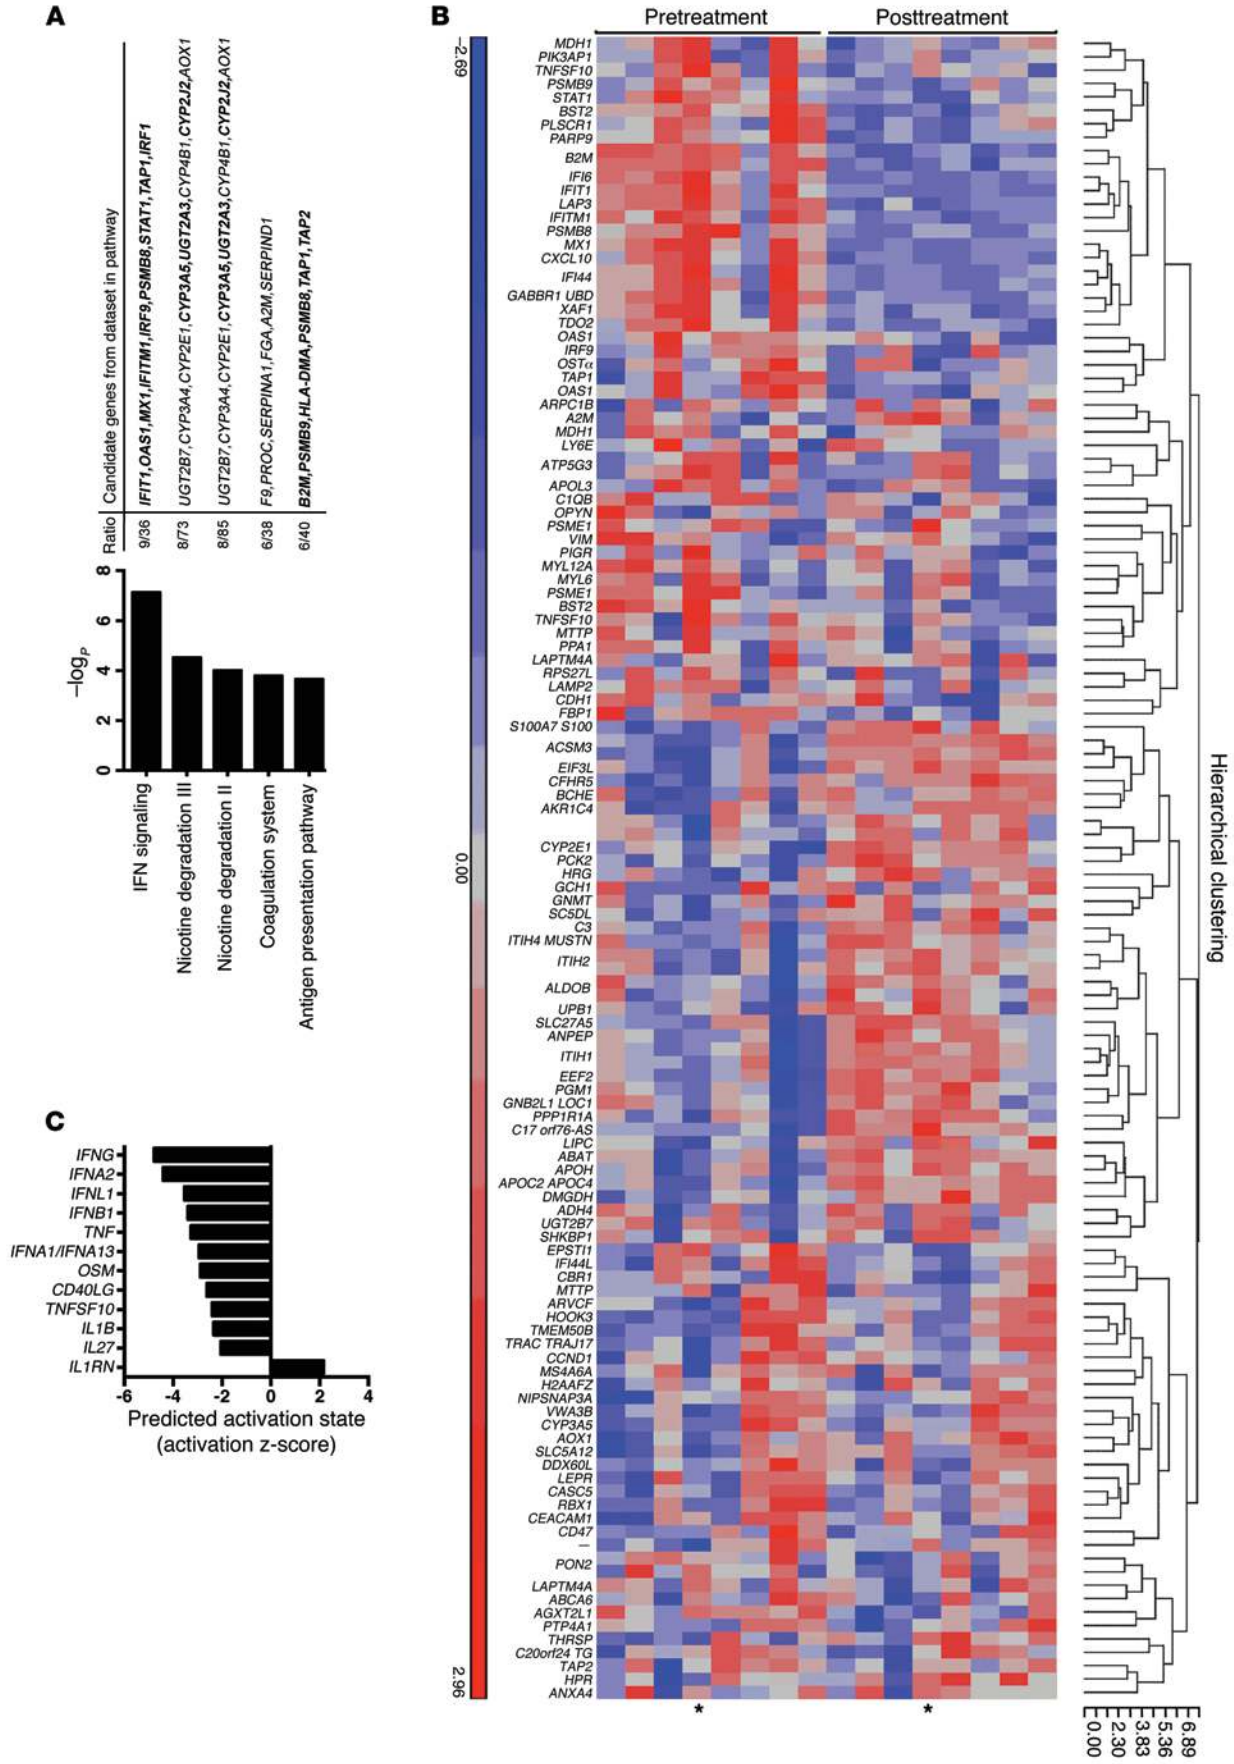 A
Ratio Candidate genes from dataset in pathway
9/36 IFIT1,OAS1,MX1,IFITM1,IRF9,PSMB8,STAT1,TAP1,IRF1
8/73 UGT2B7,CYP3A4,CYP2E1,CYP3A5,UGT2A3,CYP4B1,CYP2J2,AOX1
8/85 UGT2B7,CYP3A4,CYP2E1,CYP3A5,UGT2A3,CYP4B1,CYP2J2,AOX1
6/38 F9,PROC,SERPINA1,FGA,A2M,SERPIND1
6/40 B2M,PSMB9,HLA-DMA,PSMB8,TAP1,TAP2
–logP
0 2 4 6 8
IFN signaling
Nicotine degradation III
Nicotine degradation II
Coagulation system
Antigen presentation pathway
B
Pretreatment Posttreatment
–2.69
0.00
2.96
MDH1
PIK3AP1
TNFSF10
PSMB9
STAT1
BST2
PLSCR1
PARP9
B2M
IFI6
IFIT1
LAP3
IFITM1
PSMB8
MX1
CXCL10
IFI44
GABBR1 UBD
XAF1
TDO2
OAS1
IRF9
OSTα
TAP1
OAS1
ARPC1B
A2M
MDH1
LY6E
ATP5G3
APOL3
C1QB
OPYN
PSME1
VIM
PIGR
MYL12A
MYL6
PSME1
BST2
TNFSF10
MTTP
PPA1
LAPTM4A
RPS27L
LAMP2
CDH1
FBP1
S100A7 S100
ACSM3
EIF3L
CFHR5
BCHE
AKR1C4
CYP2E1
PCK2
HRG
GCH1
GNMT
SC5DL
C3
ITIH4 MUSTN
ITIH2
ALDOB
UPB1
SLC27A5
ANPEP
ITIH1
EEF2
PGM1
GNB2L1 LOC1
PPP1R1A
C17 orf76-AS
LIPC
ABAT
APOH
APOC2 APOC4
DMGDH
ADH4
UGT2B7
SHKBP1
EPSTI1
IFI44L
CBR1
MTTP
ARVCF
HOOK3
TMEM50B
TRAC TRAJ17
CCND1
MS4A6A
H2AAFZ
NIPSNAP3A
VWA3B
CYP3A5
AOX1
SLC5A12
DDX60L
LEPR
CASC5
RBX1
CEACAM1
CD47
—
PON2
LAPTM4A
ABCA6
AGXT2L1
PTP4A1
THRSP
C20orf24 TG
TAP2
HPR
ANXA4
* *
Hierarchical clustering
0.00 2.30 3.83 5.36 6.89
C
IFNG
IFNA2
IFNL1
IFNB1
TNF
IFNA1/IFNA13
OSM
CD40LG
TNFSF10
IL1B
IL27
IL1RN
-6 -4 -2 0 2 4
Predicted activation state
(activation z-score)